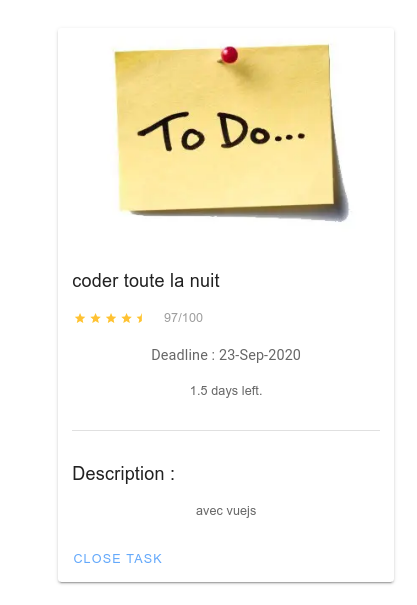 To Do...
coder toute la nuit
97/100
Deadline : 23-Sep-2020
1.5 days left.
Description :
avec vuejs
CLOSE TASK